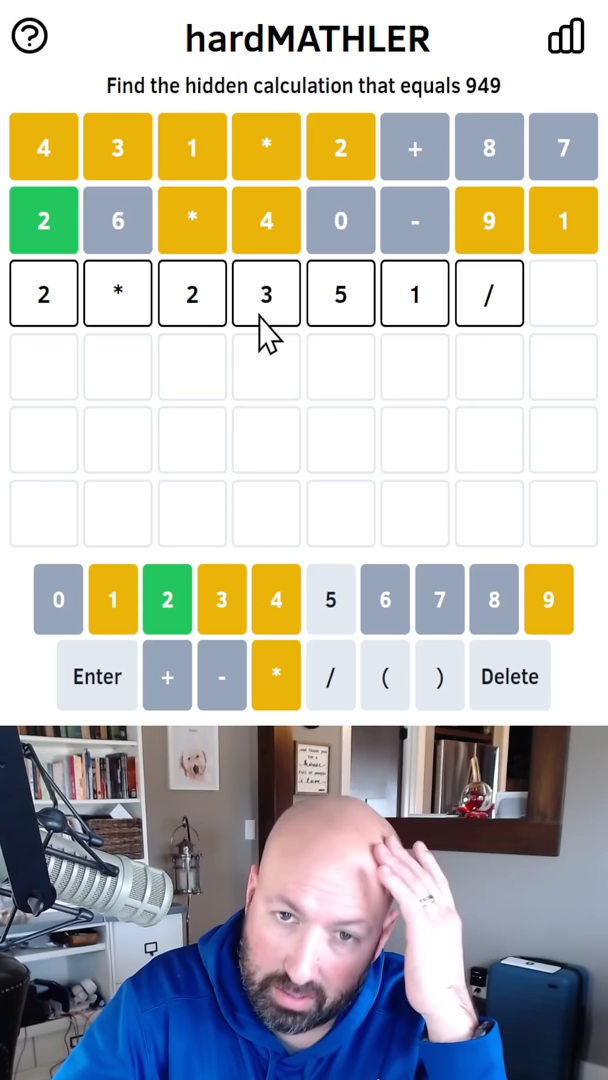 ?
hardMATHLER
Find the hidden calculation that equals 949
4 3 1 * 2 + 8 7
2 6 * 4 0 - 9 1
2 * 2 3 5 1 /
0 1 2 3 4 5 6 7 8 9
Enter + - * / ( ) Delete